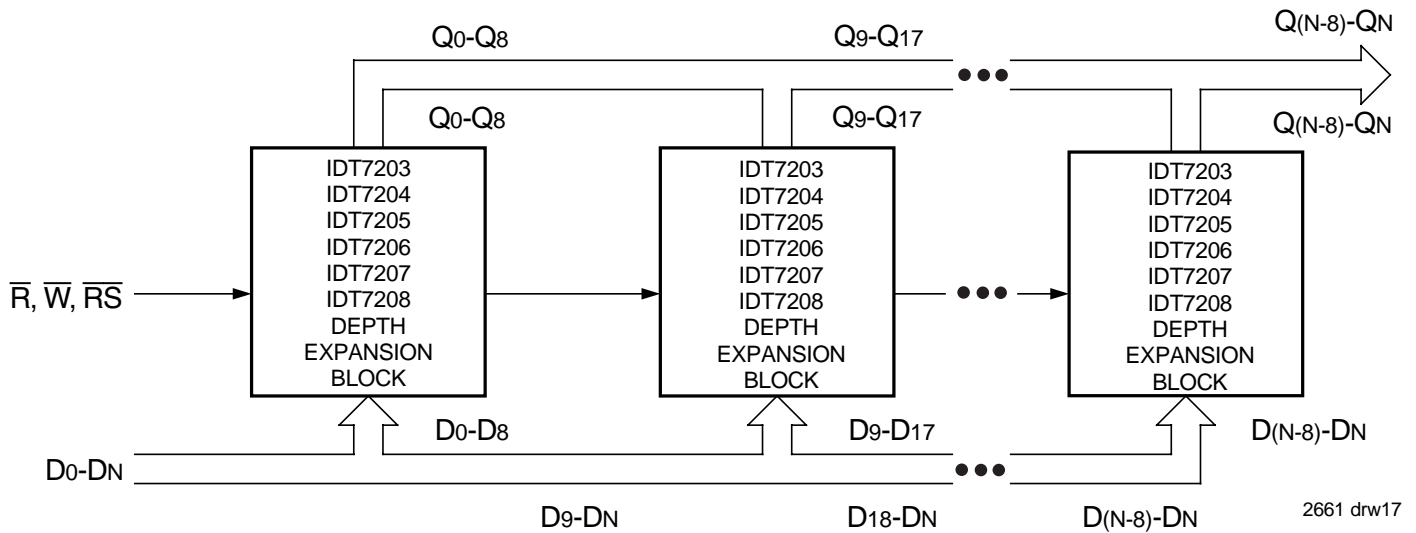 Q0-Q8
Q9-Q17
Q(N-8)-QN
Q0-Q8
Q9-Q17
Q(N-8)-QN
IDT7203
IDT7204
IDT7205
IDT7206
IDT7207
IDT7208
DEPTH
EXPANSION
BLOCK
IDT7203
IDT7204
IDT7205
IDT7206
IDT7207
IDT7208
DEPTH
EXPANSION
BLOCK
IDT7203
IDT7204
IDT7205
IDT7206
IDT7207
IDT7208
DEPTH
EXPANSION
BLOCK
R̅, W̅, R̅S̅
D0-D8
D9-D17
D(N-8)-DN
D0-DN
D9-DN
D18-DN
D(N-8)-DN
2661 drw17